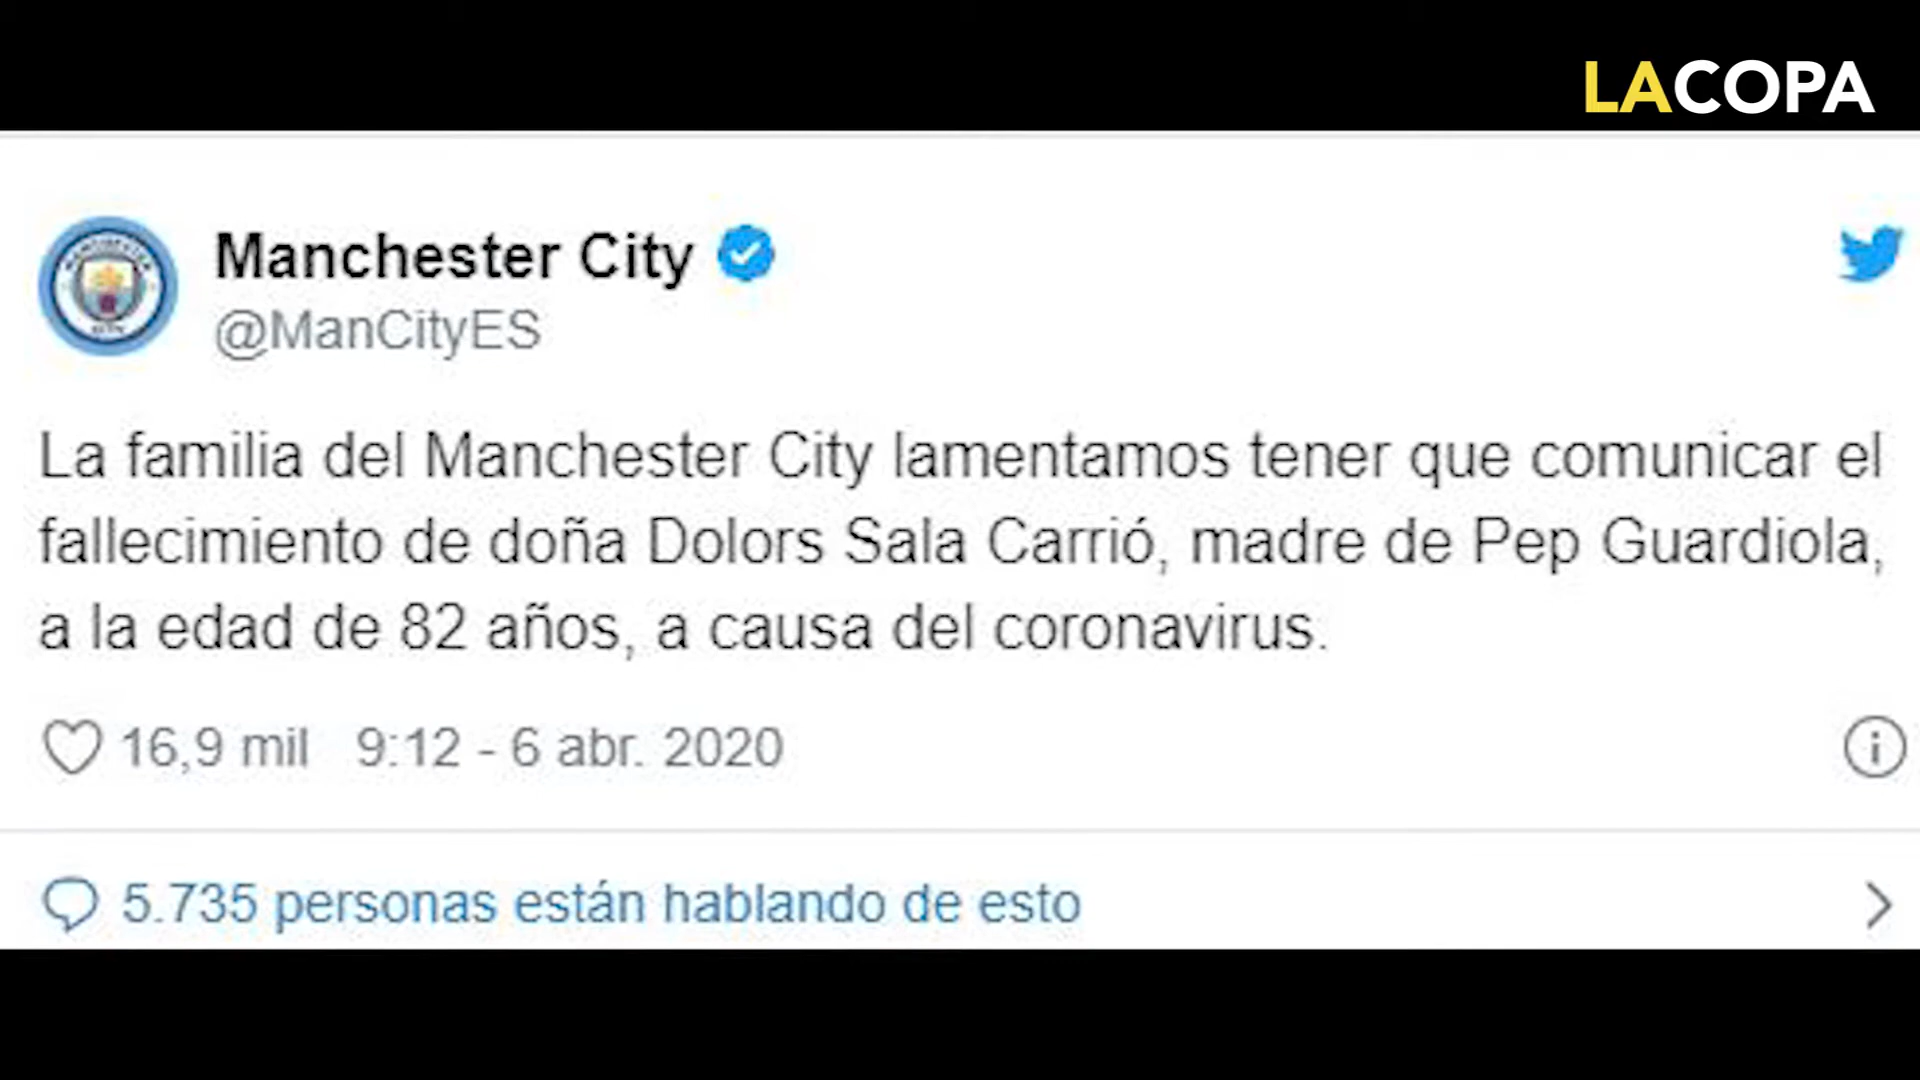 LACOPA
Manchester City
@ManCityES
La familia del Manchester City lamentamos tener que comunicar el
fallecimiento de doña Dolors Sala Carrió, madre de Pep Guardiola,
a la edad de 82 años, a causa del coronavirus.
16,9 mil 9:12 - 6 abr. 2020
5.735 personas están hablando de esto